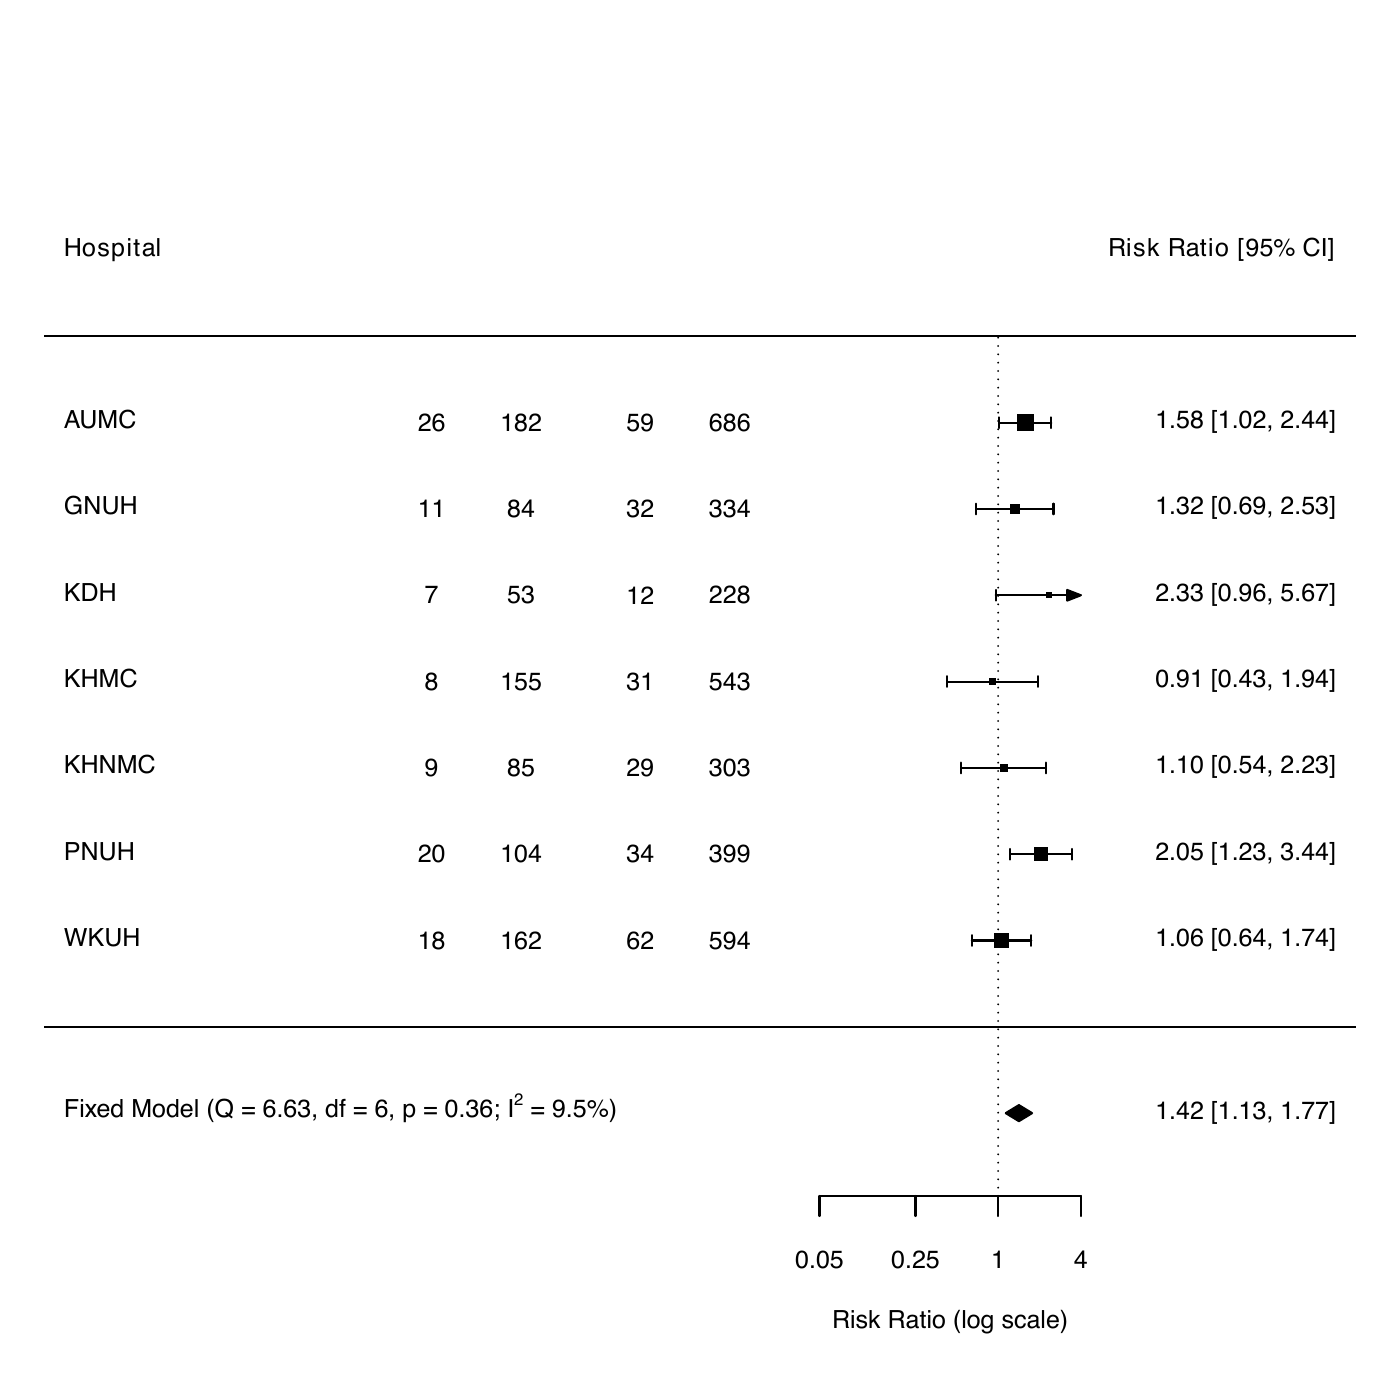 Hospital Risk Ratio [95% CI]
AUMC 26 182 59 686 1.58 [1.02, 2.44]
GNUH 11 84 32 334 1.32 [0.69, 2.53]
KDH 7 53 12 228 2.33 [0.96, 5.67]
KHMC 8 155 31 543 0.91 [0.43, 1.94]
KHNMC 9 85 29 303 1.10 [0.54, 2.23]
PNUH 20 104 34 399 2.05 [1.23, 3.44]
WKUH 18 162 62 594 1.06 [0.64, 1.74]
Fixed Model (Q = 6.63, df = 6, p = 0.36; I² = 9.5%) 1.42 [1.13, 1.77]
0.05 0.25 1 4
Risk Ratio (log scale)